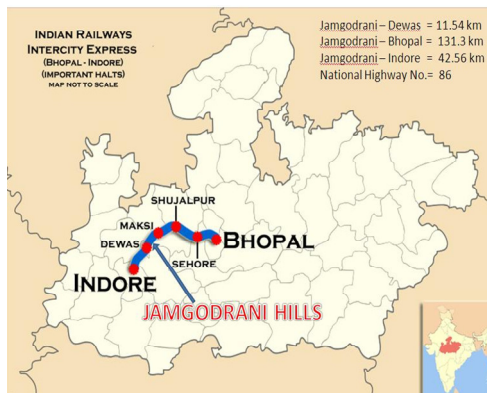 INDIAN RAILWAYS
INTERCITY EXPRESS
(BHOPAL - INDORE)
(IMPORTANT HALTS)
MAP NOT TO SCALE
Jamgodrani – Dewas = 11.54 km
Jamgodrani – Bhopal = 131.3 km
Jamgodrani – Indore = 42.56 km
National Highway No.= 86
SHUJALPUR
MAKSI
DEWAS
BHOPAL
SEHORE
INDORE
JAMGODRANI HILLS